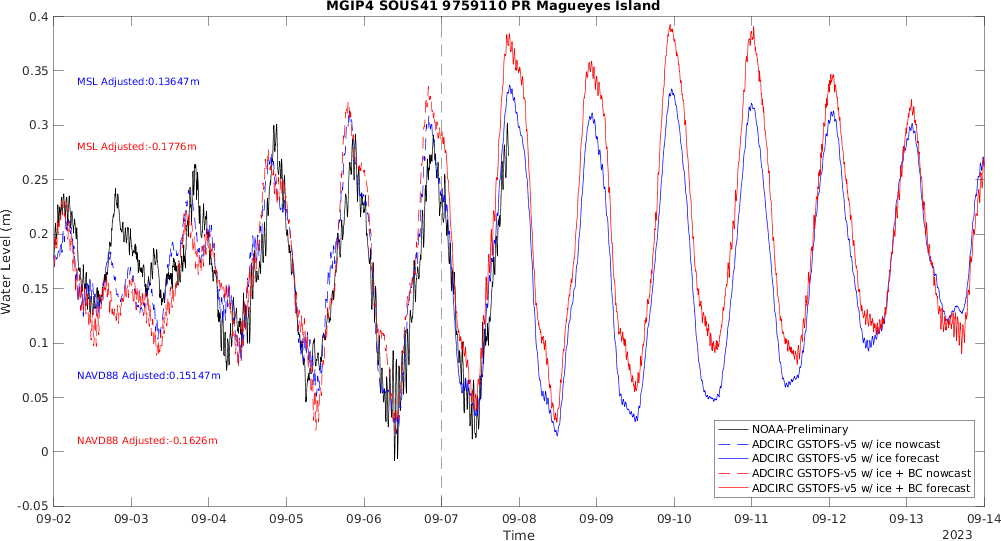 MGIP4 SOUS41 9759110 PR Magueyes Island
0.4
0.35
0.3
0.25
0.2
0.15
0.1
0.05
0
-0.05
Water Level (m)
MSL Adjusted:0.13647m
MSL Adjusted:-0.1776m
NAVD88 Adjusted:0.15147m
NAVD88 Adjusted:-0.1626m
NOAA-Preliminary
ADCIRC GSTOFS-v5 w/ ice nowcast
ADCIRC GSTOFS-v5 w/ ice forecast
ADCIRC GSTOFS-v5 w/ ice + BC nowcast
ADCIRC GSTOFS-v5 w/ ice + BC forecast
09-02 09-03 09-04 09-05 09-06 09-07 09-08 09-09 09-10 09-11 09-12 09-13 09-14
Time
2023